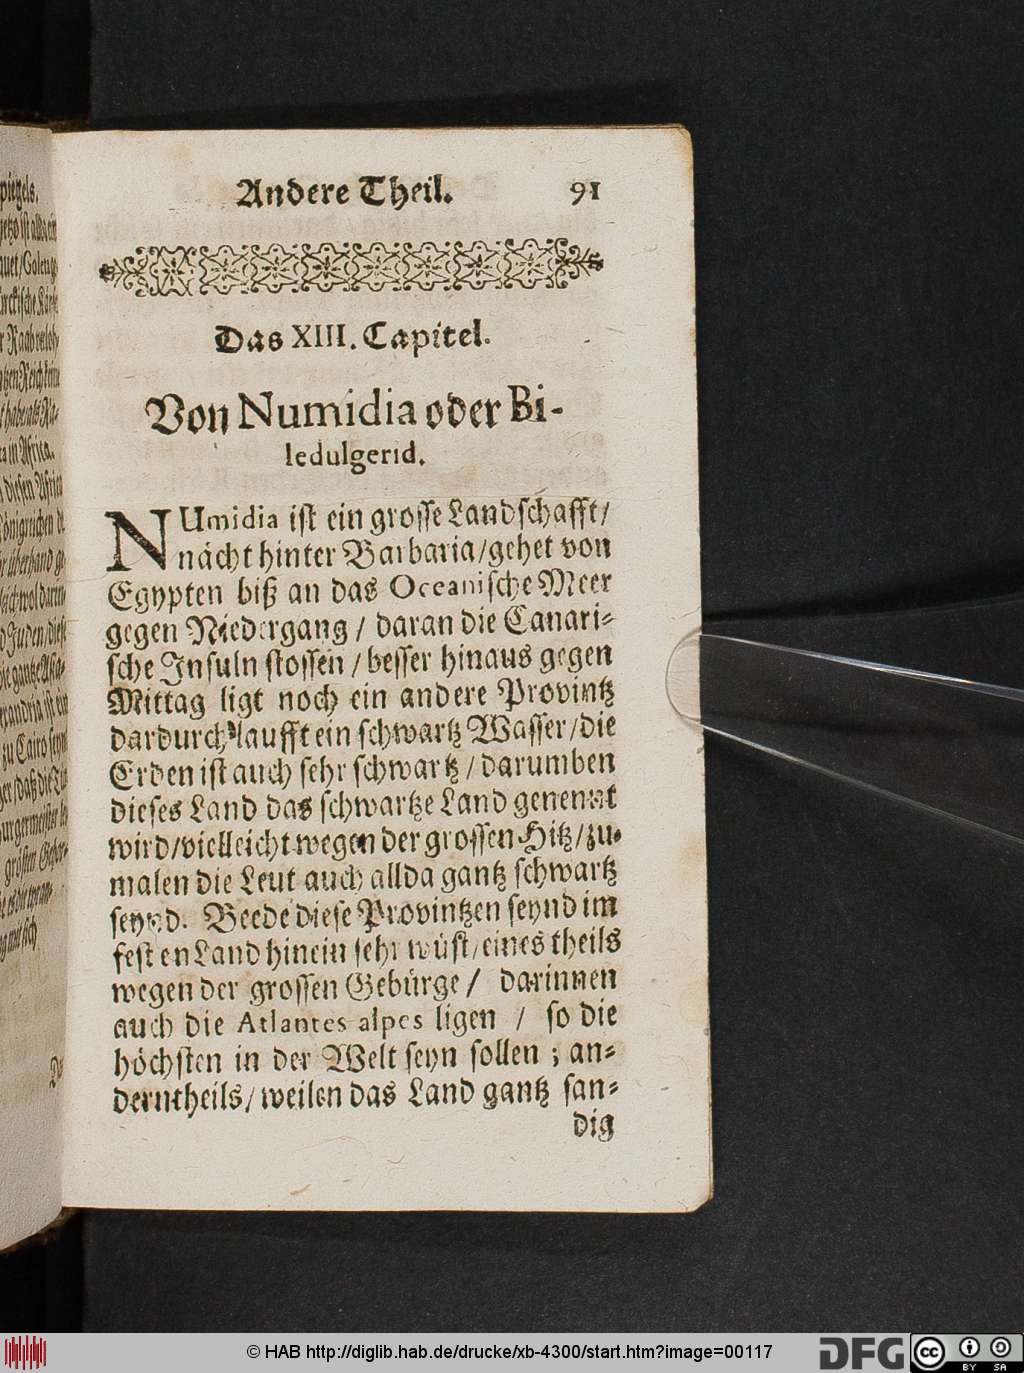 Andere Theil. 91
Das XIII. Capitel.
Von Numidia oder Bi-
ledulgerid.
NUmidia ist ein grosse Landschafft/
nächt hinter Barbaria/gehet von
Egypten biß an das Oceanische Meer
gegen Niedergang / daran die Canari-
sche Insuln stossen / besser hinaus gegen
Mittag ligt noch ein andere Provintz
dardurch laufft ein schwartz Wasser/die
Erden ist auch sehr schwartz / darumben
dieses Land das schwartze Land genennt
wird/vielleicht wegen der grossen Hitz/zu-
malen die Leut auch allda gantz schwartz
seynd. Beede diese Provintzen seynd im
festen Land hinein sehr wüst/eines theils
wegen der grossen Gebürge / darinnen
auch die Atlantes alpes ligen / so die
höchsten in der Welt seyn sollen ; an-
derntheils/weilen das Land gantz san-
dig
© HAB http://diglib.hab.de/drucke/xb-4300/start.htm?image=00117
DFG
cc
BY SA